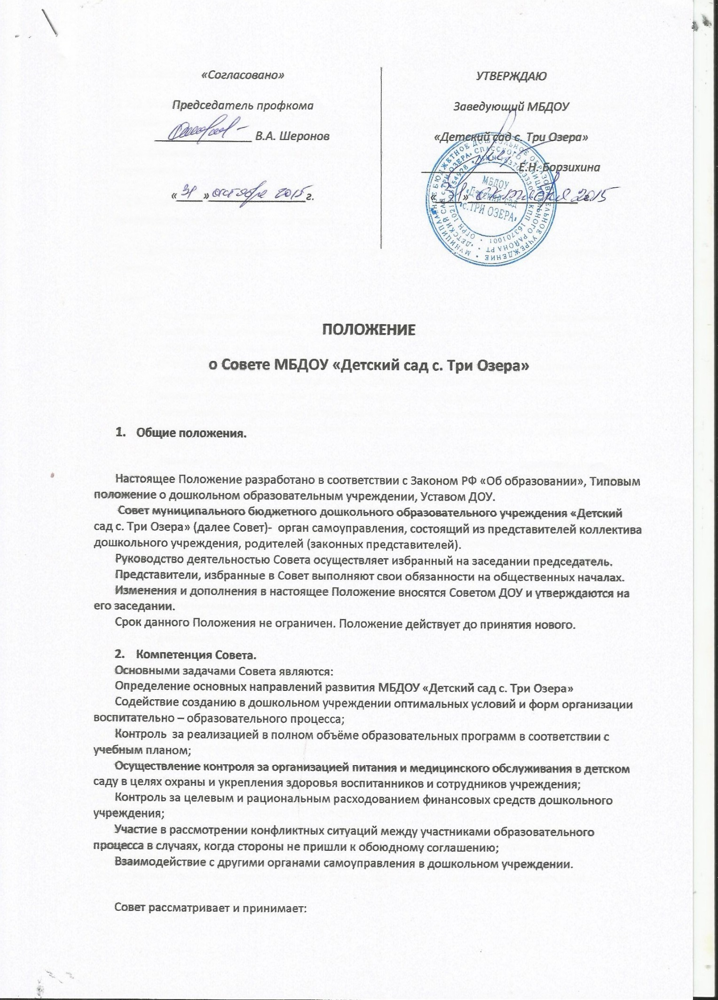 «Согласовано»
Председатель профкома
В.А. Шеронов
«31» октября 2015г.
УТВЕРЖДАЮ
Заведующий МБДОУ
«Детский сад с. Три Озера»
Е.Н. Борзихина
«31» октября 2015
МУНИЦИПАЛЬНОЕ БЮДЖЕТНОЕ ДОШКОЛЬНОЕ ОБРАЗОВАТЕЛЬНОЕ УЧРЕЖДЕНИЕ
«ДЕТСКИЙ САД с. ТРИ ОЗЕРА» СПАССКОГО МУНИЦИПАЛЬНОГО РАЙОНА РТ
КПП 163701001
МБДОУ
«Детский сад
с. ТРИ ОЗЕРА»
ПОЛОЖЕНИЕ
о Совете МБДОУ «Детский сад с. Три Озера»
1. Общие положения.
Настоящее Положение разработано в соответствии с Законом РФ «Об образовании», Типовым
положение о дошкольном образовательным учреждении, Уставом ДОУ.
Совет муниципального бюджетного дошкольного образовательного учреждения «Детский
сад с. Три Озера» (далее Совет)- орган самоуправления, состоящий из представителей коллектива
дошкольного учреждения, родителей (законных представителей).
Руководство деятельностью Совета осуществляет избранный на заседании председатель.
Представители, избранные в Совет выполняют свои обязанности на общественных началах.
Изменения и дополнения в настоящее Положение вносятся Советом ДОУ и утверждаются на
его заседании.
Срок данного Положения не ограничен. Положение действует до принятия нового.
2. Компетенция Совета.
Основными задачами Совета являются:
Определение основных направлений развития МБДОУ «Детский сад с. Три Озера»
Содействие созданию в дошкольном учреждении оптимальных условий и форм организации
воспитательно – образовательного процесса;
Контроль за реализацией в полном объёме образовательных программ в соответствии с
учебным планом;
Осуществление контроля за организацией питания и медицинского обслуживания в детском
саду в целях охраны и укрепления здоровья воспитанников и сотрудников учреждения;
Контроль за целевым и рациональным расходованием финансовых средств дошкольного
учреждения;
Участие в рассмотрении конфликтных ситуаций между участниками образовательного
процесса в случаях, когда стороны не пришли к обоюдному соглашению;
Взаимодействие с другими органами самоуправления в дошкольном учреждении.
Совет рассматривает и принимает: